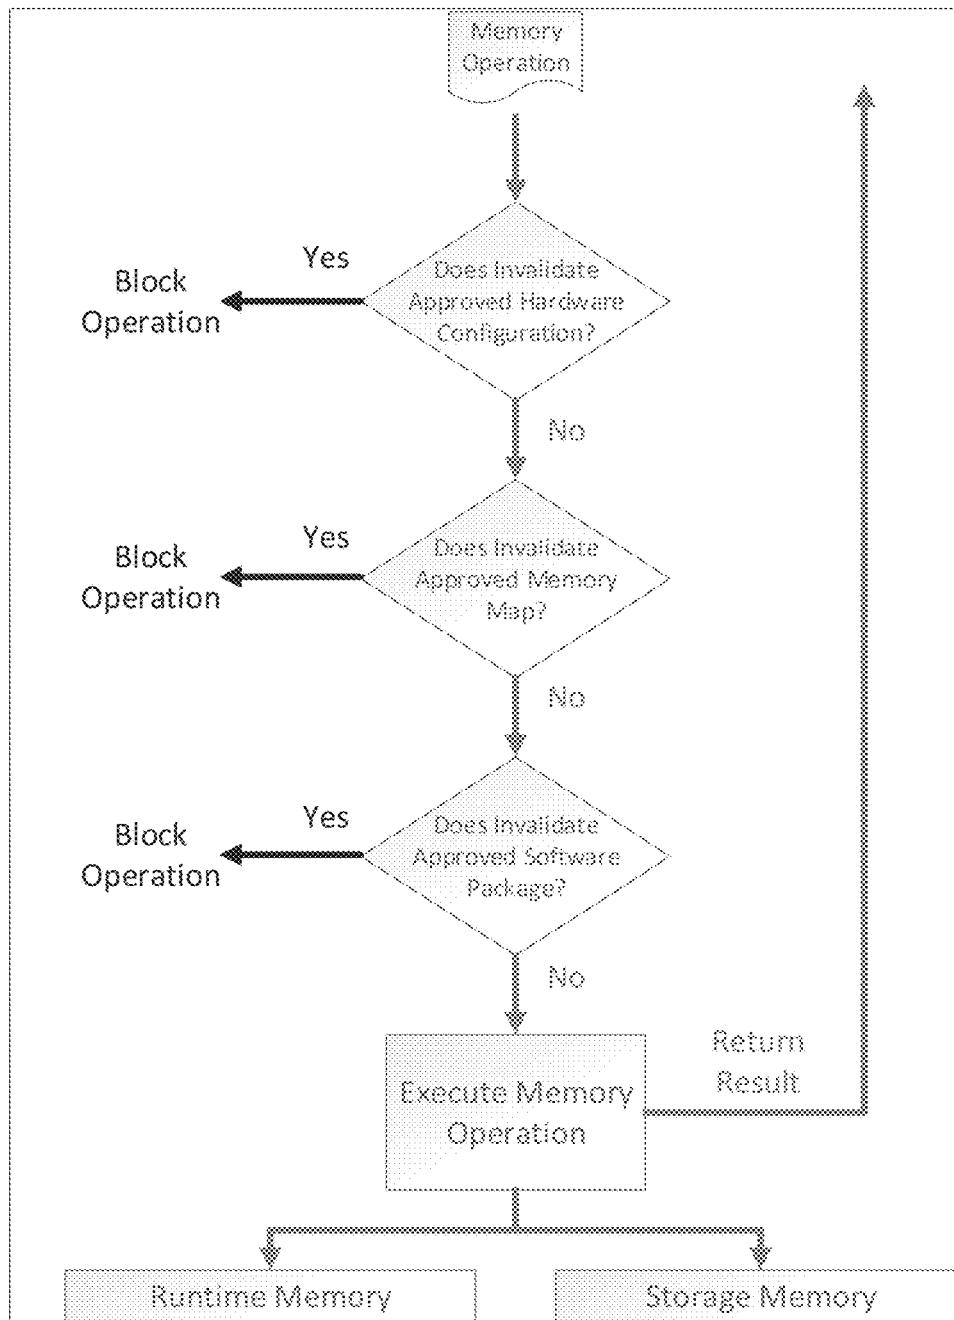 Memory
Operation
Yes
Does Invalidate
Approved Hardware
Configuration?
Block
Operation
No
Yes
Does Invalidate
Approved Memory
Map?
Block
Operation
No
Yes
Does Invalidate
Approved Software
Package?
Block
Operation
No
Execute Memory
Operation
Return
Result
Runtime Memory
Storage Memory